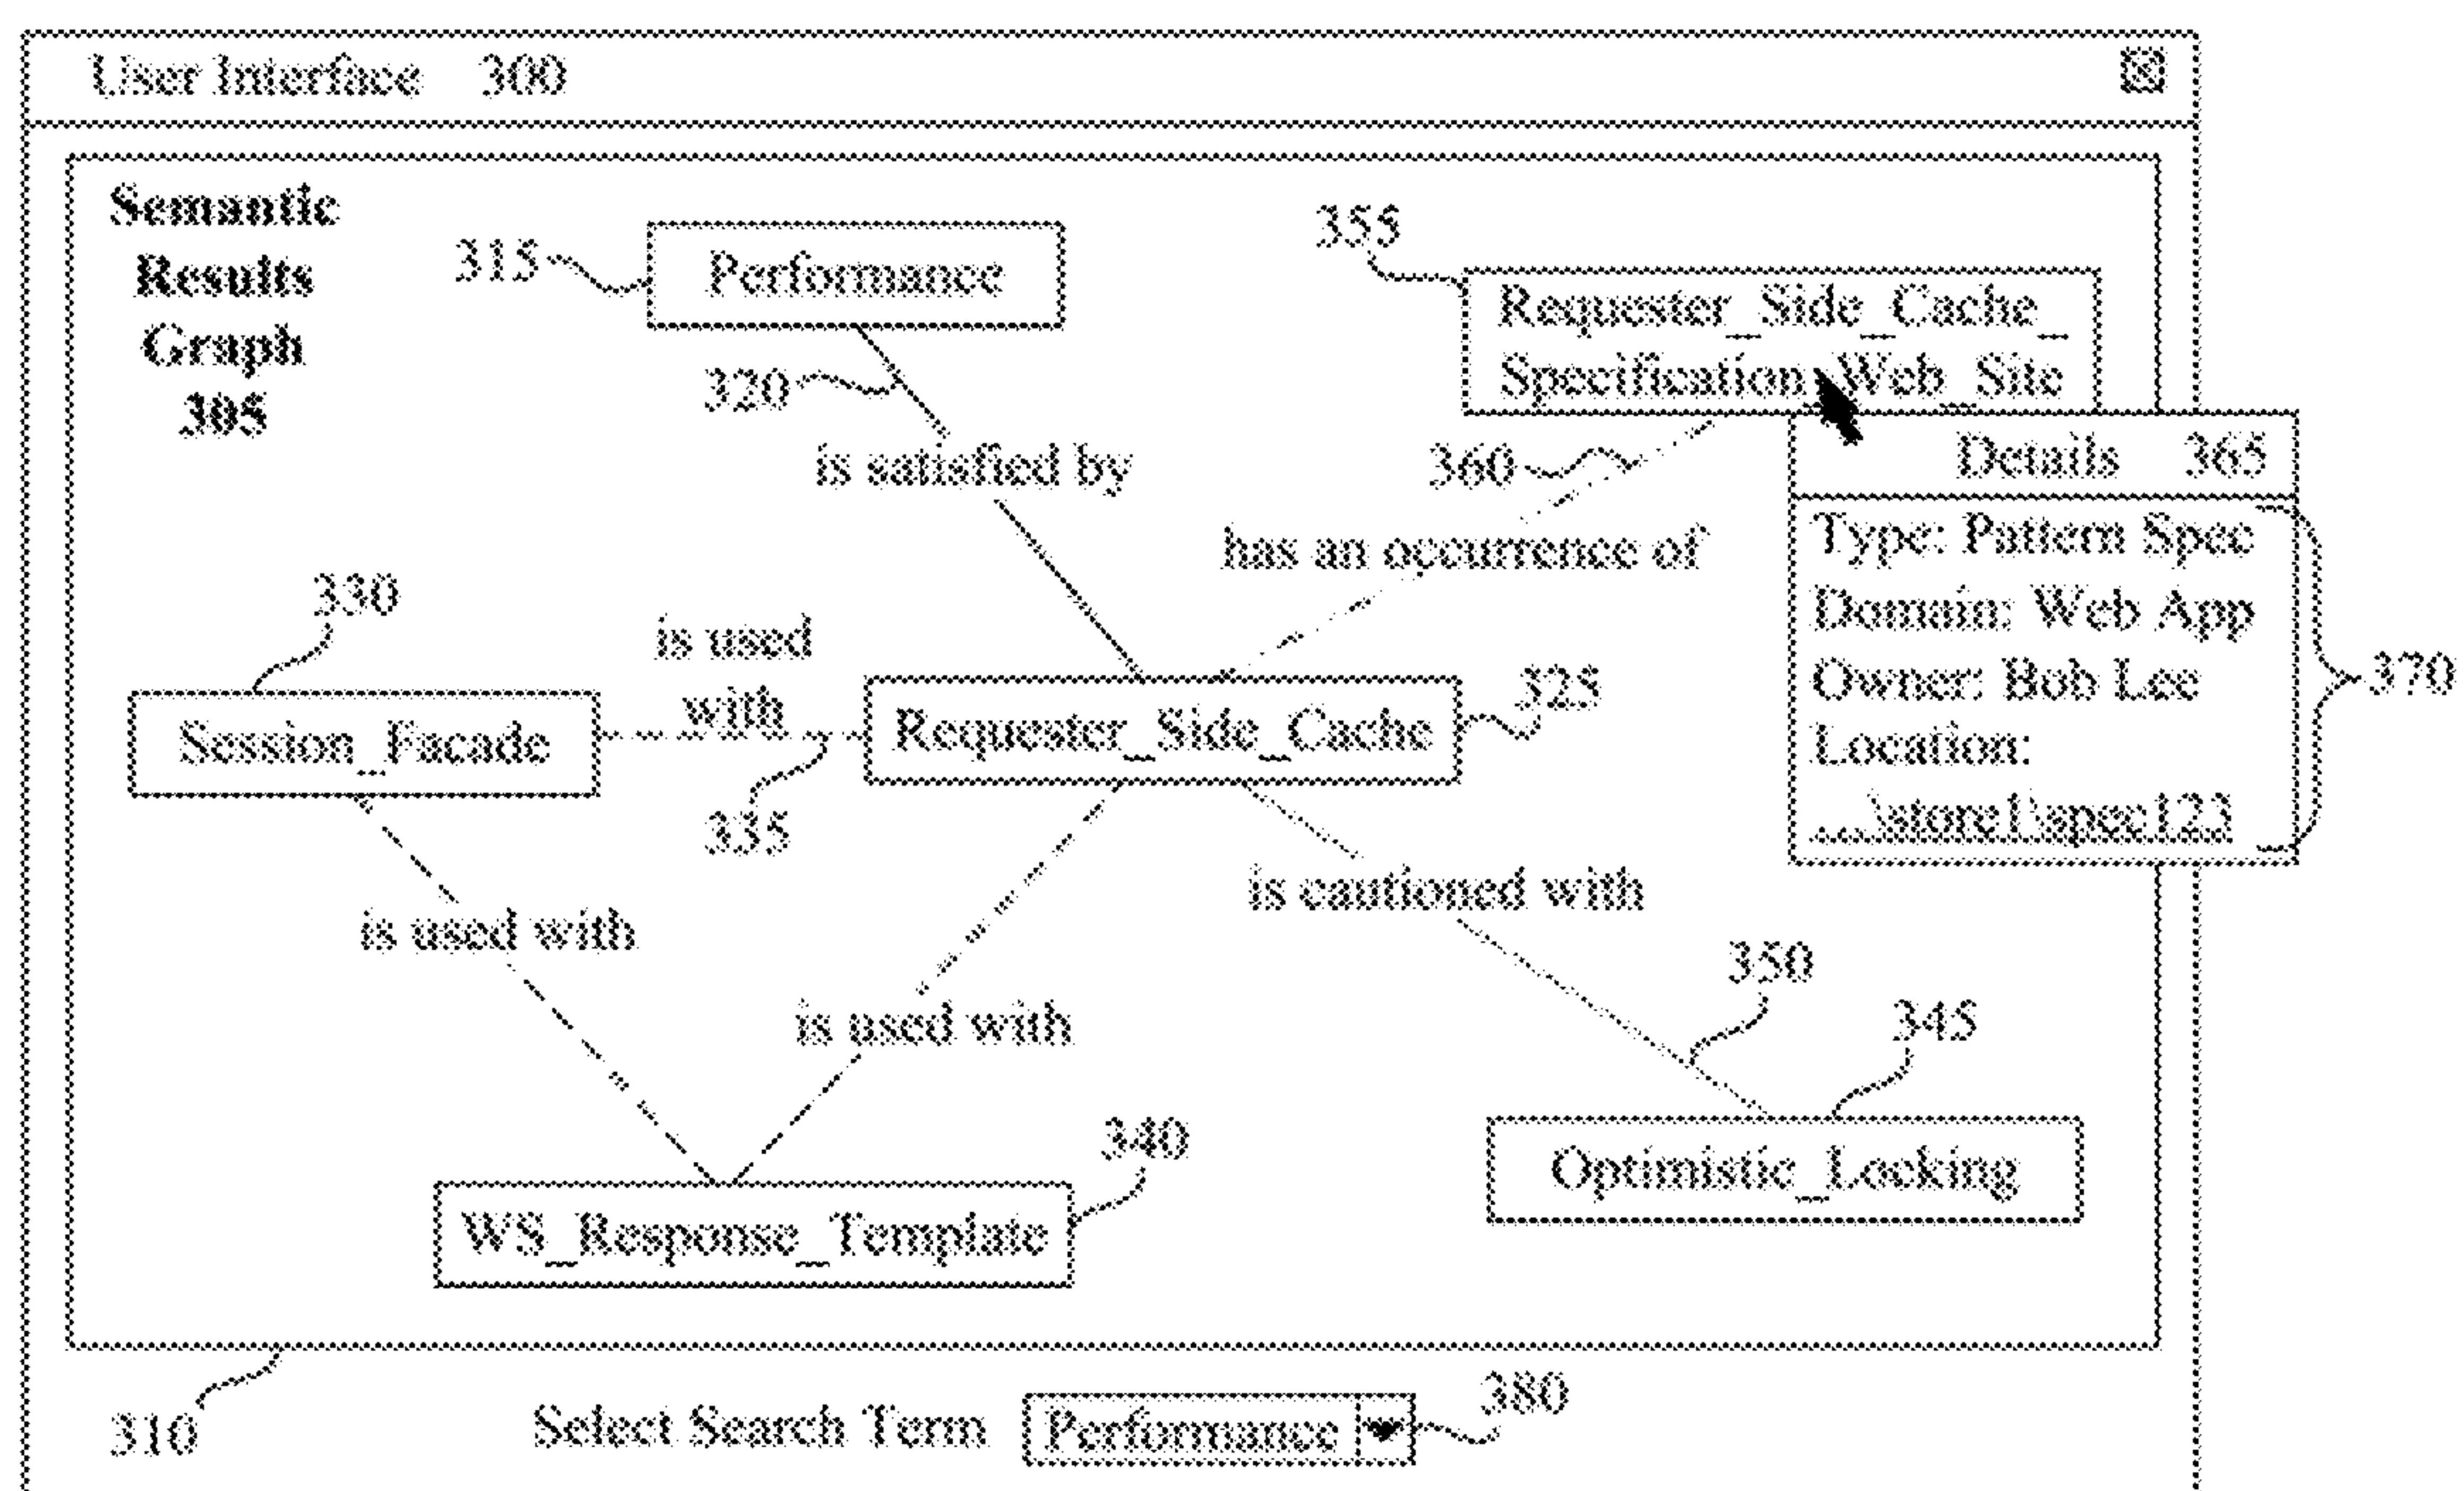 User Interface 300
Semantic
Results
Graph
305
315
Performance
355
Requester_Side_Cache_
Specification_Web_Site
320
is satisfied by
360
Details 365
has an occurrence of
Type: Pattern Spec
Domain: Web App
Owner: Bob Lee
Location:
....\store1\spec123
370
330
is used
with
325
Session_Facade
Requester_Side_Cache
335
is used with
is cautioned with
350
345
is used with
340
Optimistic_Locking
WS_Response_Template
310
Select Search Term
Performance
380